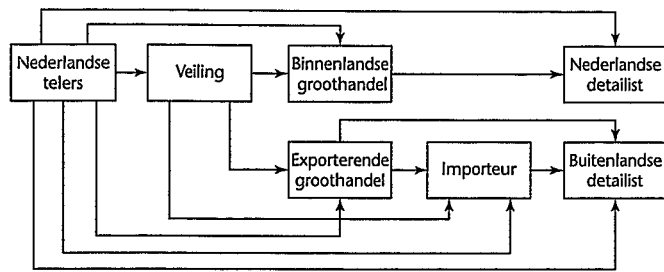 Nederlandse
telers
Veiling
Binnenlandse
groothandel
Nederlandse
detailist
Exporterende
groothandel
Importeur
Buitenlandse
detailist